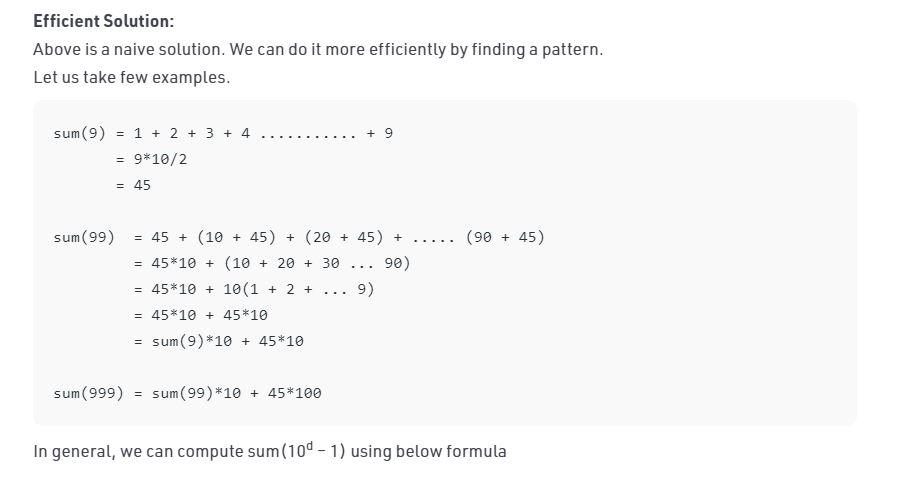 Efficient Solution:
Above is a naive solution. We can do it more efficiently by finding a pattern.
Let us take few examples.
sum(9) = 1 + 2 + 3 + 4 ........... + 9
= 9*10/2
= 45
sum(99) = 45 + (10 + 45) + (20 + 45) + ..... (90 + 45)
= 45*10 + (10 + 20 + 30 ... 90)
= 45*10 + 10(1 + 2 + ... 9)
= 45*10 + 45*10
= sum(9)*10 + 45*10
sum(999) = sum(99)*10 + 45*100
In general, we can compute sum(10ᵈ – 1) using below formula